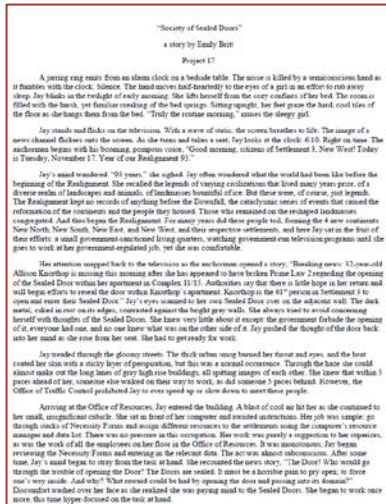 "Society of Sealed Doors"
a story by Emily Britt
Project 17
A jarring ring emits from an alarm clock on a bedside table. The noise is killed by a semiconscious hand as
it fumbles with the clock. Silence. The hand moves half-heartedly to the eyes of a girl in an effort to rub away
sleep. Jay blinks in the twilight of early morning. She lifts herself from the cozy confines of her bed. The room is
filled with the harsh, yet familiar creaking of the bed springs. Sitting upright, her feet graze the hard, cool tiles of
the floor as she hangs them from the bed. "Truly the routine morning," muses the sleepy girl.
Jay stands and flicks on the television. With a wave of static, the screen breathes to life. The image of a
news channel flickers onto the screen. As she turns and takes a seat, Jay looks at the clock: 6:10. Right on time. The
anchorman begins with his booming, pompous voice, "Good morning, citizens of Settlement 3, New West! Today
is Tuesday, November 17, Year of our Realignment 93."
Jay's mind wandered. "93 years," she sighed. Jay often wondered what the world had been like before the
beginning of the Realignment. She recalled the legends of varying civilizations that lived many years prior, of a
diverse realm of landscapes and animals, of landmasses bountiful of ice. But these were, of course, just legends.
The Realignment kept no records of anything before the Downfall, the cataclysmic series of events that caused the
reformation of the continents and the people they housed. Those who remained on the reshaped landmasses
congregated. And thus began the Realignment. For many years did these people toil, forming the 4 new continents
New North, New South, New East, and New West, and their respective settlements, and here Jay sat in the fruit of
their efforts: a small government-sanctioned living quarters, watching government-run television programs until she
goes to work at her government-regulated job, yet she was comfortable.
Her attention snapped back to the television as the anchorman opened a story, "Breaking news: 32-year-old
Allison Knorthop is missing this morning after she has appeared to have broken Prime Law 2 regarding the opening
of the Sealed Door within her apartment in Complex 11/15. Authorities say that there is little hope in her return and
will begin efforts to reseal the door within Knorthop's apartment. Knorthop is the 61st person in Settlement 3 to
open and enter their Sealed Door." Jay's eyes scanned to her own Sealed Door over on the adjacent wall. The dark
metal, caked in rust on its edges, contrasted against the bright gray walls. She always tried to avoid concerning
herself with thoughts of the Sealed Doors. She knew very little about it except: the government forbade the opening
of it, everyone had one, and no one knew what was on the other side of it. Jay pushed the thought of the door back
into her mind as she rose from her seat. She had to get ready for work.
Jay treaded through the gloomy streets. The thick urban smog burned her throat and eyes, and the heat
coated her skin with a sticky layer of perspiration, but this was a normal occurrence. Through the haze she could
almost make out the long lines of gray high rise buildings, all spitting images of each other. She knew that within 5
paces ahead of her, someone else walked on their way to work, as did someone 5 paces behind. However, the
Office of Traffic Control prohibited Jay to ever speed up or slow down to meet these people.
Arriving at the Office of Resources, Jay entered the building. A blast of cool air hit her as she continued to
her small, insignificant cubicle. She sat in front of her computer and awaited instructions. Her job was simple: go
through stacks of Necessity Forms and assign different resources to the settlements using the computer's resource
manager and data list. There was no pressure in this occupation. Her work was purely a suggestion to her superiors,
as was the work of all the employees on her floor in the Office of Resources. It was monotonous. Jay began
reviewing the Necessity Forms and entering in the relevant data. The act was almost subconscious. After some
time, Jay's mind began to stray from the task at hand. She recounted the news story, "The Door! Who would go
through the trouble of opening the Door? The Doors are sealed. It must be a horrible pain to pry open, to force
one's way inside. And why? What reward could be had by opening the door and passing into its domain?"
Discomfort washed over her face as she realized she was paying mind to the Sealed Doors. She began to work once
more, this time hyper-focused on the task at hand.